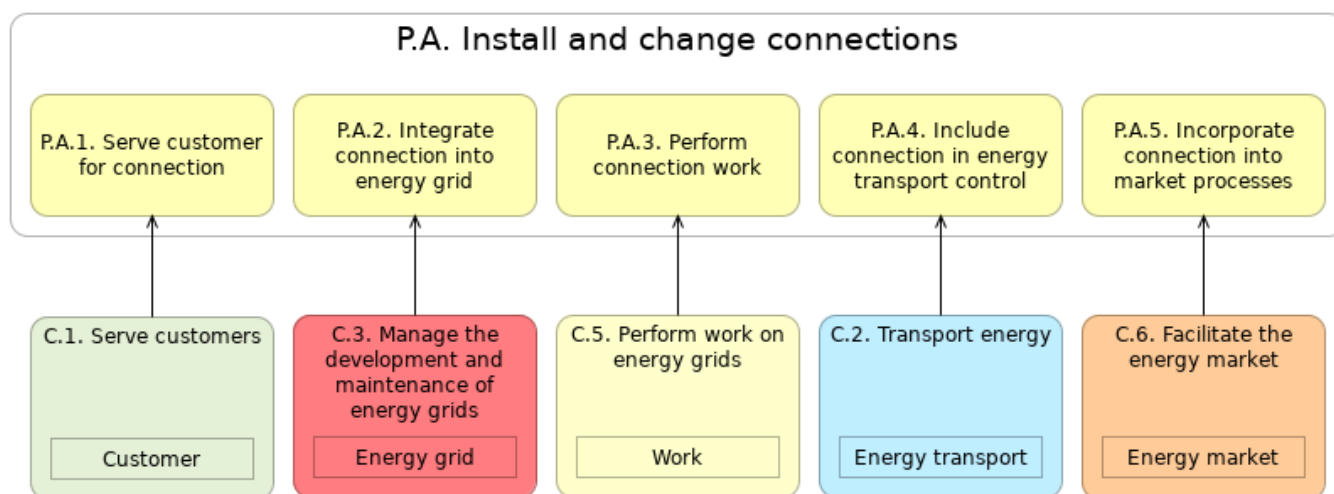 P.A. Install and change connections
P.A.1. Serve customer
for connection
P.A.2. Integrate
connection into
energy grid
P.A.3. Perform
connection work
P.A.4. Include
connection in energy
transport control
P.A.5. Incorporate
connection into
market processes
C.1. Serve customers
Customer
C.3. Manage the
development and
maintenance of
energy grids
Energy grid
C.5. Perform work on
energy grids
Work
C.2. Transport energy
Energy transport
C.6. Facilitate the
energy market
Energy market